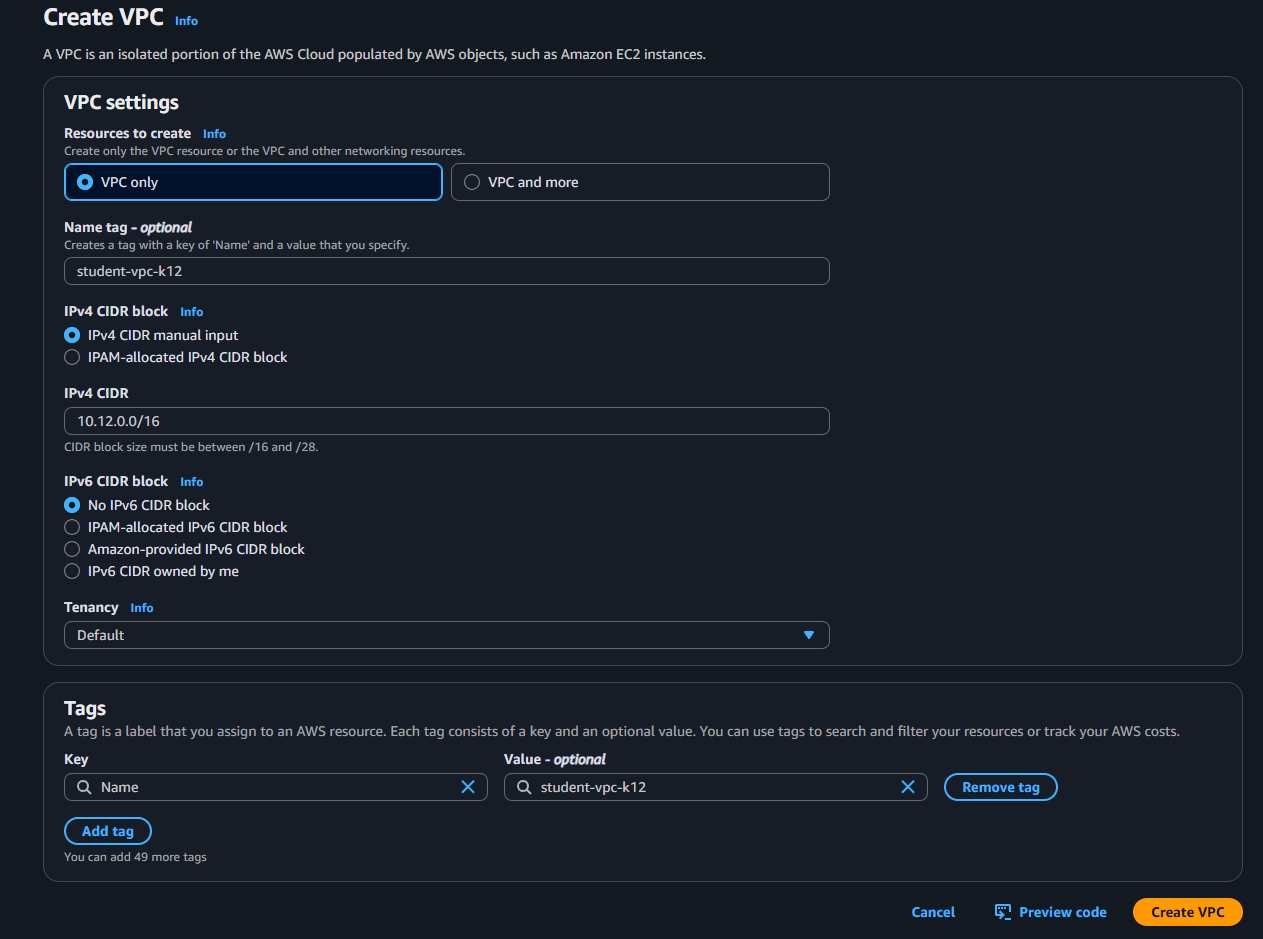 Create VPC Info
A VPC is an isolated portion of the AWS Cloud populated by AWS objects, such as Amazon EC2 instances.
VPC settings
Resources to create Info
Create only the VPC resource or the VPC and other networking resources.
VPC only VPC and more
Name tag - optional
Creates a tag with a key of 'Name' and a value that you specify.
student-vpc-k12
IPv4 CIDR block Info
IPv4 CIDR manual input
IPAM-allocated IPv4 CIDR block
IPv4 CIDR
10.12.0.0/16
CIDR block size must be between /16 and /28.
IPv6 CIDR block Info
No IPv6 CIDR block
IPAM-allocated IPv6 CIDR block
Amazon-provided IPv6 CIDR block
IPv6 CIDR owned by me
Tenancy Info
Default
Tags
A tag is a label that you assign to an AWS resource. Each tag consists of a key and an optional value. You can use tags to search and filter your resources or track your AWS costs.
Key Value - optional
Name student-vpc-k12 Remove tag
Add tag
You can add 49 more tags
Cancel Preview code Create VPC